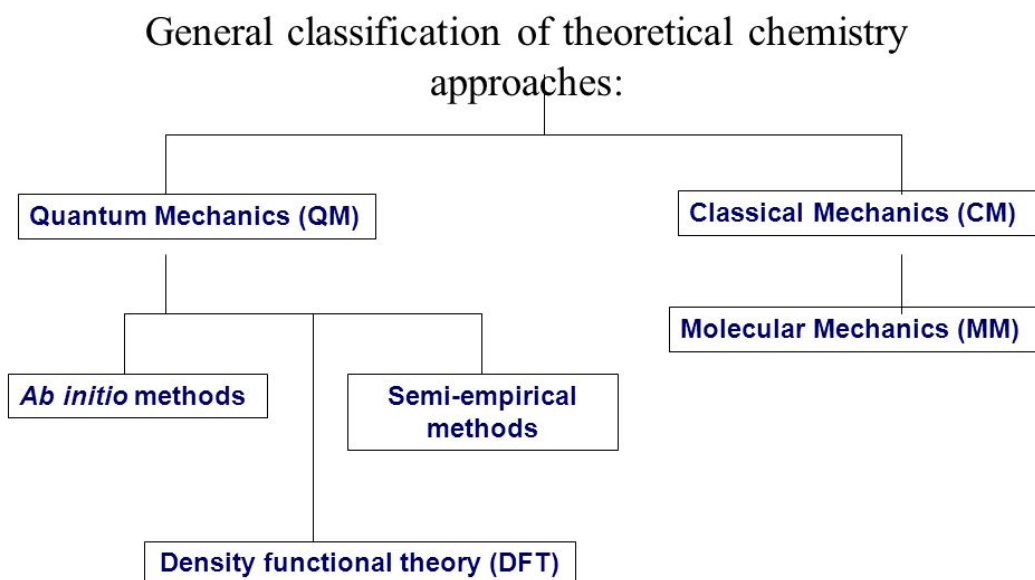 General classification of theoretical chemistry
approaches:
Quantum Mechanics (QM)
Classical Mechanics (CM)
Molecular Mechanics (MM)
Ab initio methods
Semi-empirical
methods
Density functional theory (DFT)